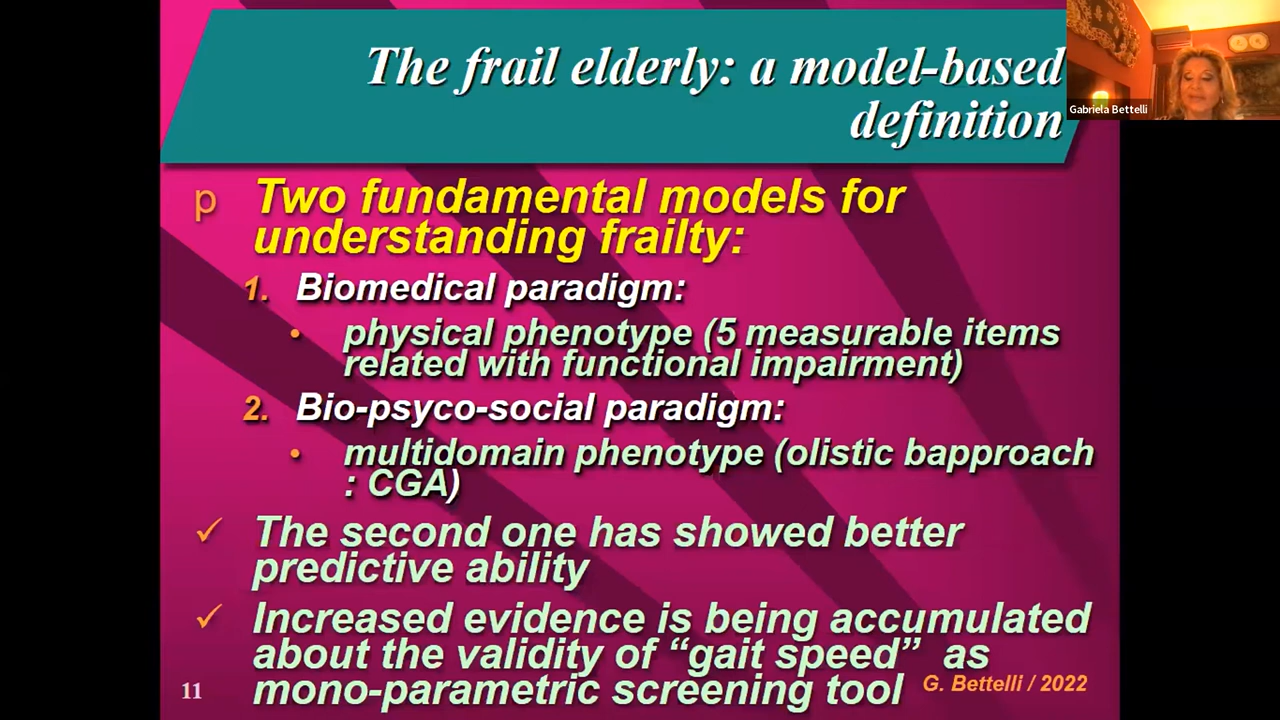 The frail elderly: a model-based
definition
Gabriela Bettelli
p Two fundamental models for
understanding frailty:
1. Biomedical paradigm:
• physical phenotype (5 measurable items
related with functional impairment)
2. Bio-psyco-social paradigm:
• multidomain phenotype (olistic bapproach
: CGA)
✓ The second one has showed better
predictive ability
✓ Increased evidence is being accumulated
about the validity of “gait speed” as
mono-parametric screening tool
G. Bettelli / 2022
11